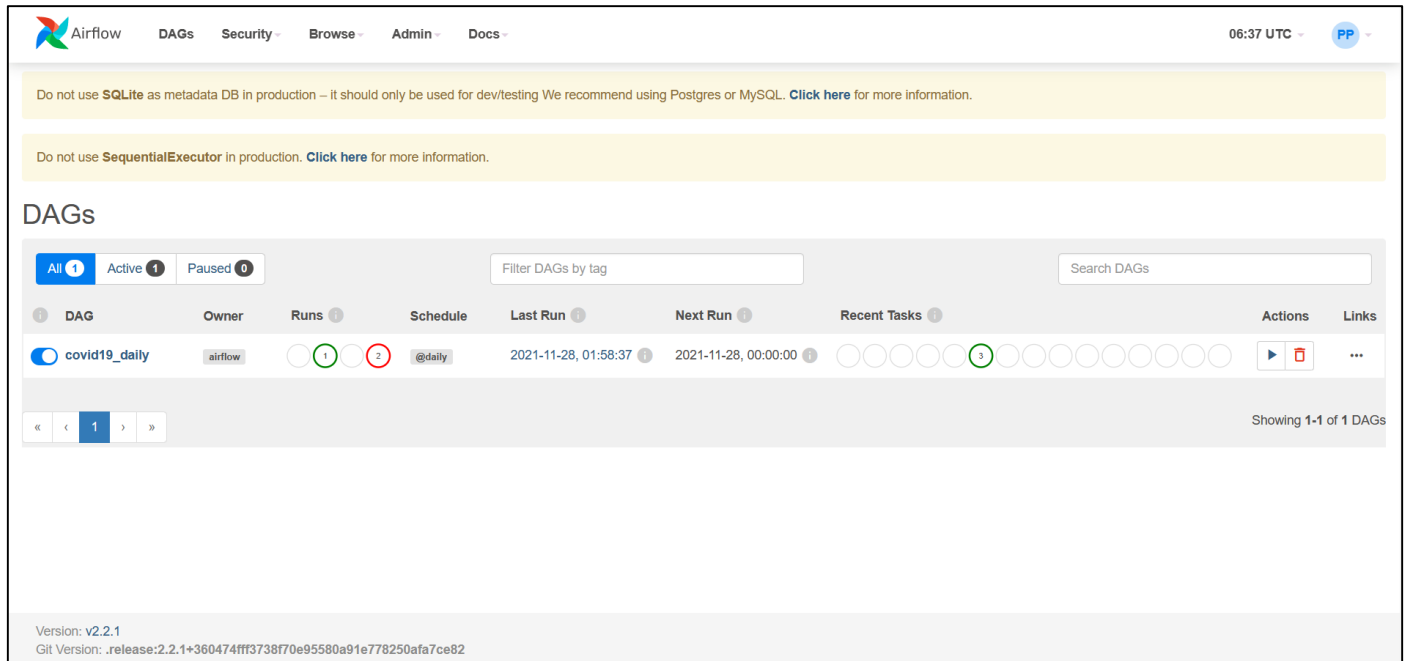 Airflow DAGs Security Browse Admin Docs 06:37 UTC PP
Do not use SQLite as metadata DB in production – it should only be used for dev/testing We recommend using Postgres or MySQL. Click here for more information.
Do not use SequentialExecutor in production. Click here for more information.
DAGs
All 1 Active 1 Paused 0 Filter DAGs by tag Search DAGs
i DAG Owner Runs i Schedule Last Run i Next Run i Recent Tasks i Actions Links
covid19_daily airflow 1 2 @daily 2021-11-28, 01:58:37 i 2021-11-28, 00:00:00 i 3 ...
« ‹ 1 › » Showing 1-1 of 1 DAGs
Version: v2.2.1
Git Version: .release:2.2.1+360474fff3738f70e95580a91e778250afa7ce82